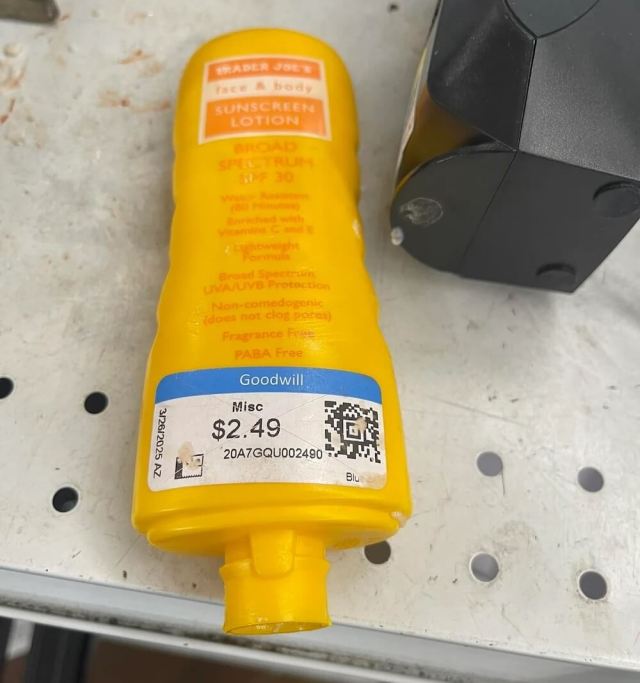 TRADER JOE'S
face & body
SUNSCREEN
LOTION
BROAD
SPECTRUM
SPF 30
Water Resistant
(80 Minutes)
Enriched with
Vitamins C and E
Lightweight
Formula
Broad Spectrum
UVA/UVB Protection
Non-comedogenic
(does not clog pores)
Fragrance Free
PABA Free
Goodwill
Misc
$2.49
20A7GQU002490
3/26/2025 AZ
Blu